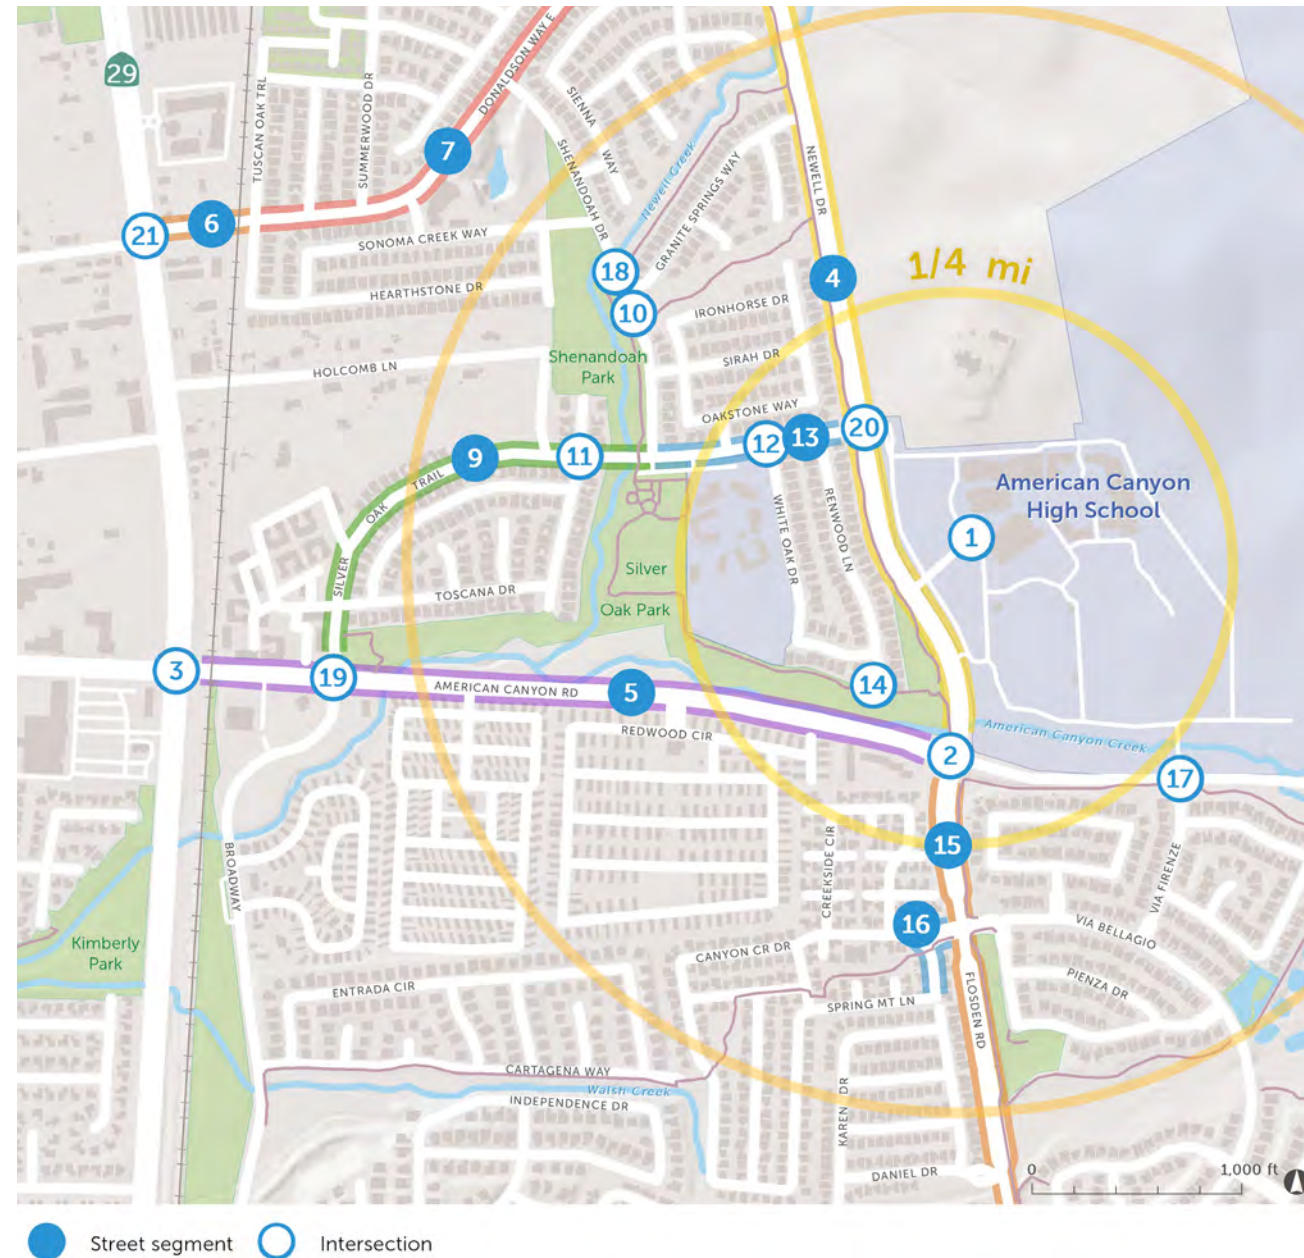 29
TUSCAN OAK TRL
SUMMERWOOD DR
DONALDSON WAY E
7
SIENNA WAY
SHENANDOAH DR
Newell Creek
GRANITE SPRINGS WAY
NEWELL DR
6
21
SONOMA CREEK WAY
HEARTHSTONE DR
18
10
4
1/4 mi
IRONHORSE DR
SIRAH DR
HOLCOMB LN
Shenandoah
Park
OAKSTONE WAY
9
11
12
13
20
SILVER OAK TRAIL
WHITE OAK DR
RENWOOD LN
American Canyon
High School
1
Silver
Oak Park
TOSCANA DR
3
19
AMERICAN CANYON RD
5
14
REDWOOD CIR
2
American Canyon Creek
17
BROADWAY
CREEKSIDE CIR
15
VIA FIRENZE
16
VIA BELLAGIO
Kimberly
Park
CANYON CR DR
PIENZA DR
ENTRADA CIR
SPRING MT LN
FLOSDEN RD
CARTAGENA WAY
Walsh Creek
INDEPENDENCE DR
KAREN DR
DANIEL DR
0
1,000 ft
Street segment
Intersection